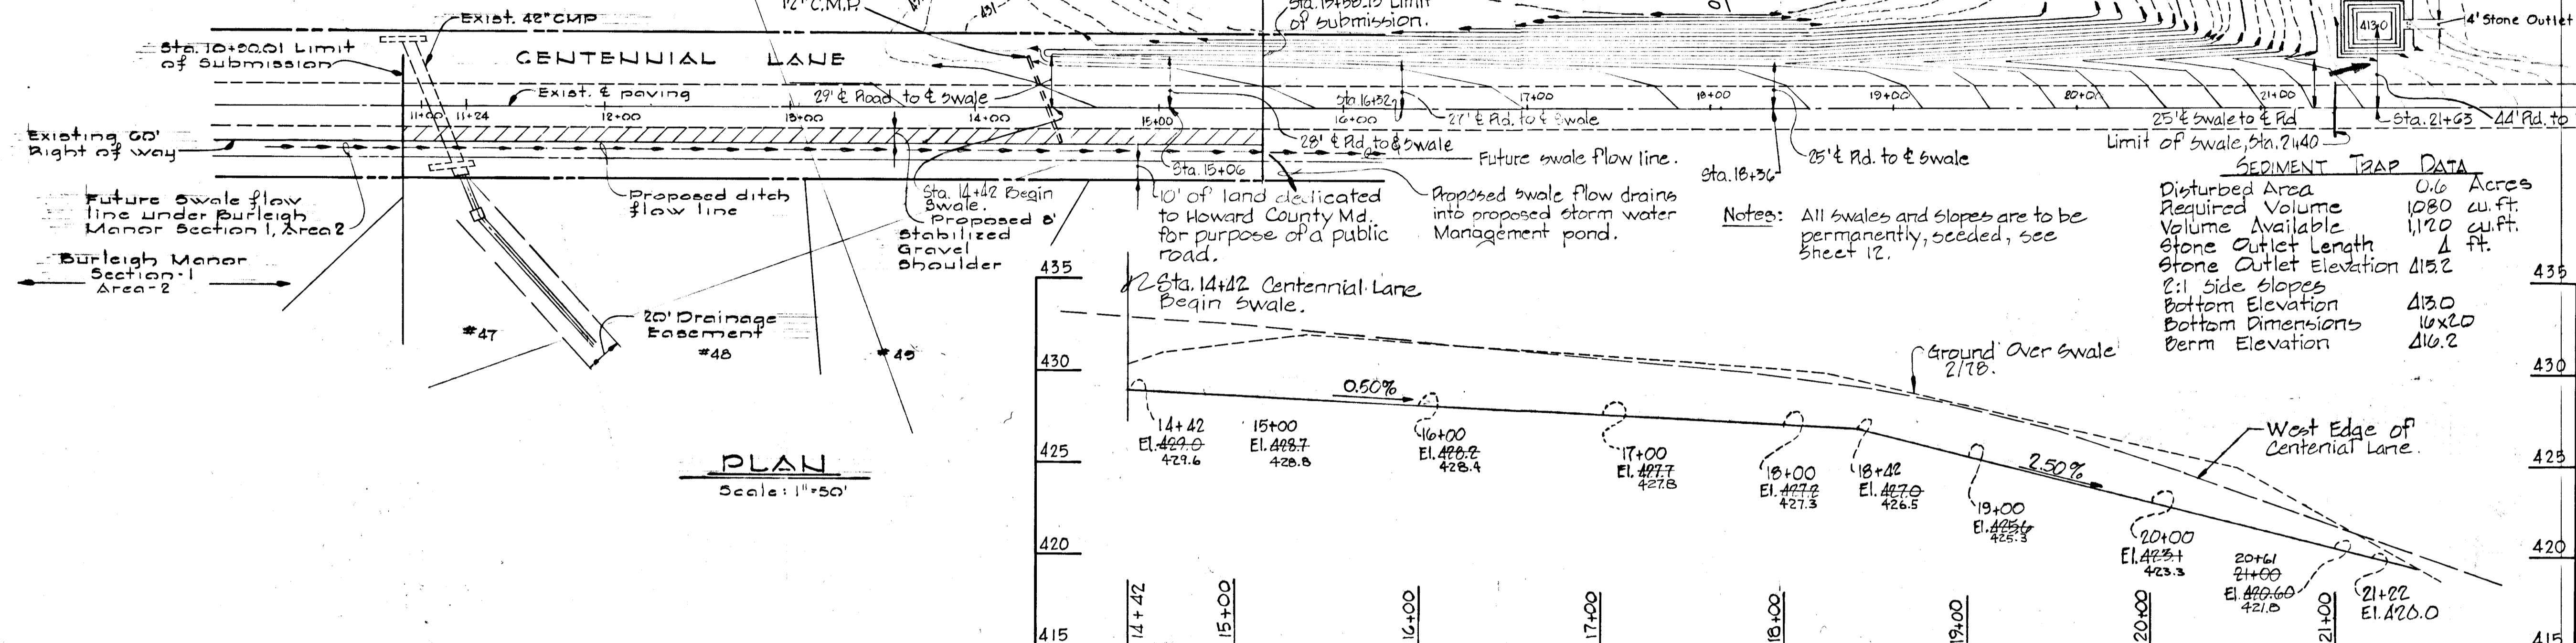 Exist. 42" CMP
12" C.M.P.
431
of submission.
413.0
4' Stone Outlet
Sta. 10+90.01 Limit
of Submission
CENTENNIAL LANE
Exist. ℄ paving
29' ℄ Road to ℄ Swale
Sta. 16+32
17+00
18+00
19+00
20+00
21+00
11+00
11+24
12+00
13+00
14+00
15+00
16+00
27' ℄ Rd. to ℄ Swale
25' ℄ Swale to ℄ Rd
Sta. 21+63
44' Rd. to
Existing 60'
Right of Way
28' ℄ Rd. to ℄ Swale
Limit of Swale, Sta. 21+40
Future swale flow line.
25' ℄ Rd. to ℄ Swale
Sta. 15+06
Sta. 18+36
Future swale flow
line under Burleigh
Manor Section 1, Area 2
Proposed ditch
flow line
Sta. 14+42 Begin
Swale.
Proposed 8'
Stabilized
Gravel
Shoulder
10' of land dedicated
to Howard County Md.
for purpose of a public
road.
Proposed swale flow drains
into proposed storm water
Management pond.
Notes: All swales and slopes are to be
permanently, seeded, see
Sheet 12.
SEDIMENT TRAP DATA
Disturbed Area 0.6 Acres
Required Volume 1,080 cu.ft.
Volume Available 1,120 cu.ft.
Stone Outlet Length 4 ft.
Stone Outlet Elevation 415.2
2:1 Side Slopes
Bottom Elevation 413.0
Bottom Dimensions 16x20
Berm Elevation 416.2
Burleigh Manor
Section-1
Area-2
#47
20' Drainage
Easement
#48
#49
PLAN
Scale: 1"=50'
435
Sta. 14+42 Centennial Lane
Begin Swale.
435
430
0.50%
Ground Over Swale
2/78.
430
425
14+42
El. 429.0
429.6
15+00
El. 428.7
428.8
16+00
El. 428.2
428.4
17+00
El. 427.7
427.8
18+00
El. 427.2
427.3
18+42
El. 427.0
426.5
19+00
El. 425.6
425.3
2.50%
West Edge of
Centenial Lane.
425
420
20+00
El. 423.1
423.3
20+61
21+00
El. 420.60
421.8
21+22
El. 420.0
420
415
14+42
15+00
16+00
17+00
18+00
19+00
20+00
21+00
415